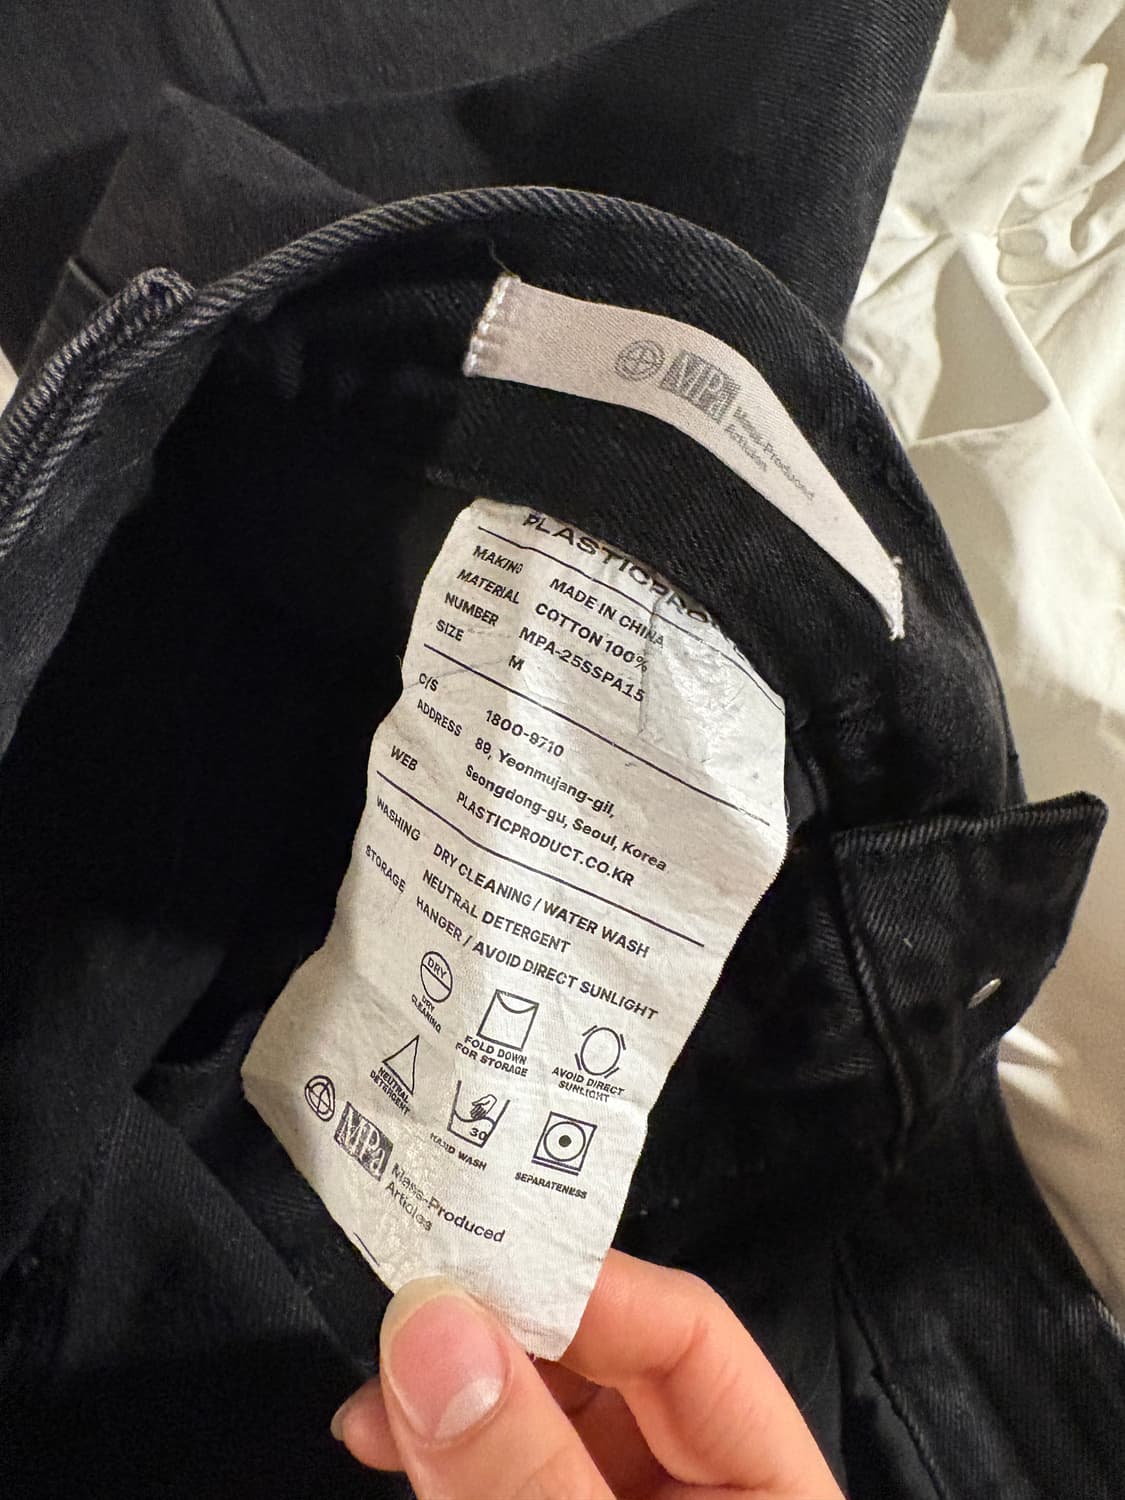 MPa Mass-Produced
Articles
PLASTICPRODUCT
MAKING MADE IN CHINA
MATERIAL COTTON 100%
NUMBER MPA-25SSPA15
SIZE M
C/S 1800-9710
ADDRESS 89, Yeonmujang-gil,
Seongdong-gu, Seoul, Korea
WEB PLASTICPRODUCT.CO.KR
WASHING DRY CLEANING / WATER WASH
NEUTRAL DETERGENT
STORAGE HANGER / AVOID DIRECT SUNLIGHT
DRY
DRY
CLEANING
FOLD DOWN
FOR STORAGE
AVOID DIRECT
SUNLIGHT
NEUTRAL
DETERGENT
30
HAND WASH
SEPARATENESS
MPa Mass-Produced
Articles